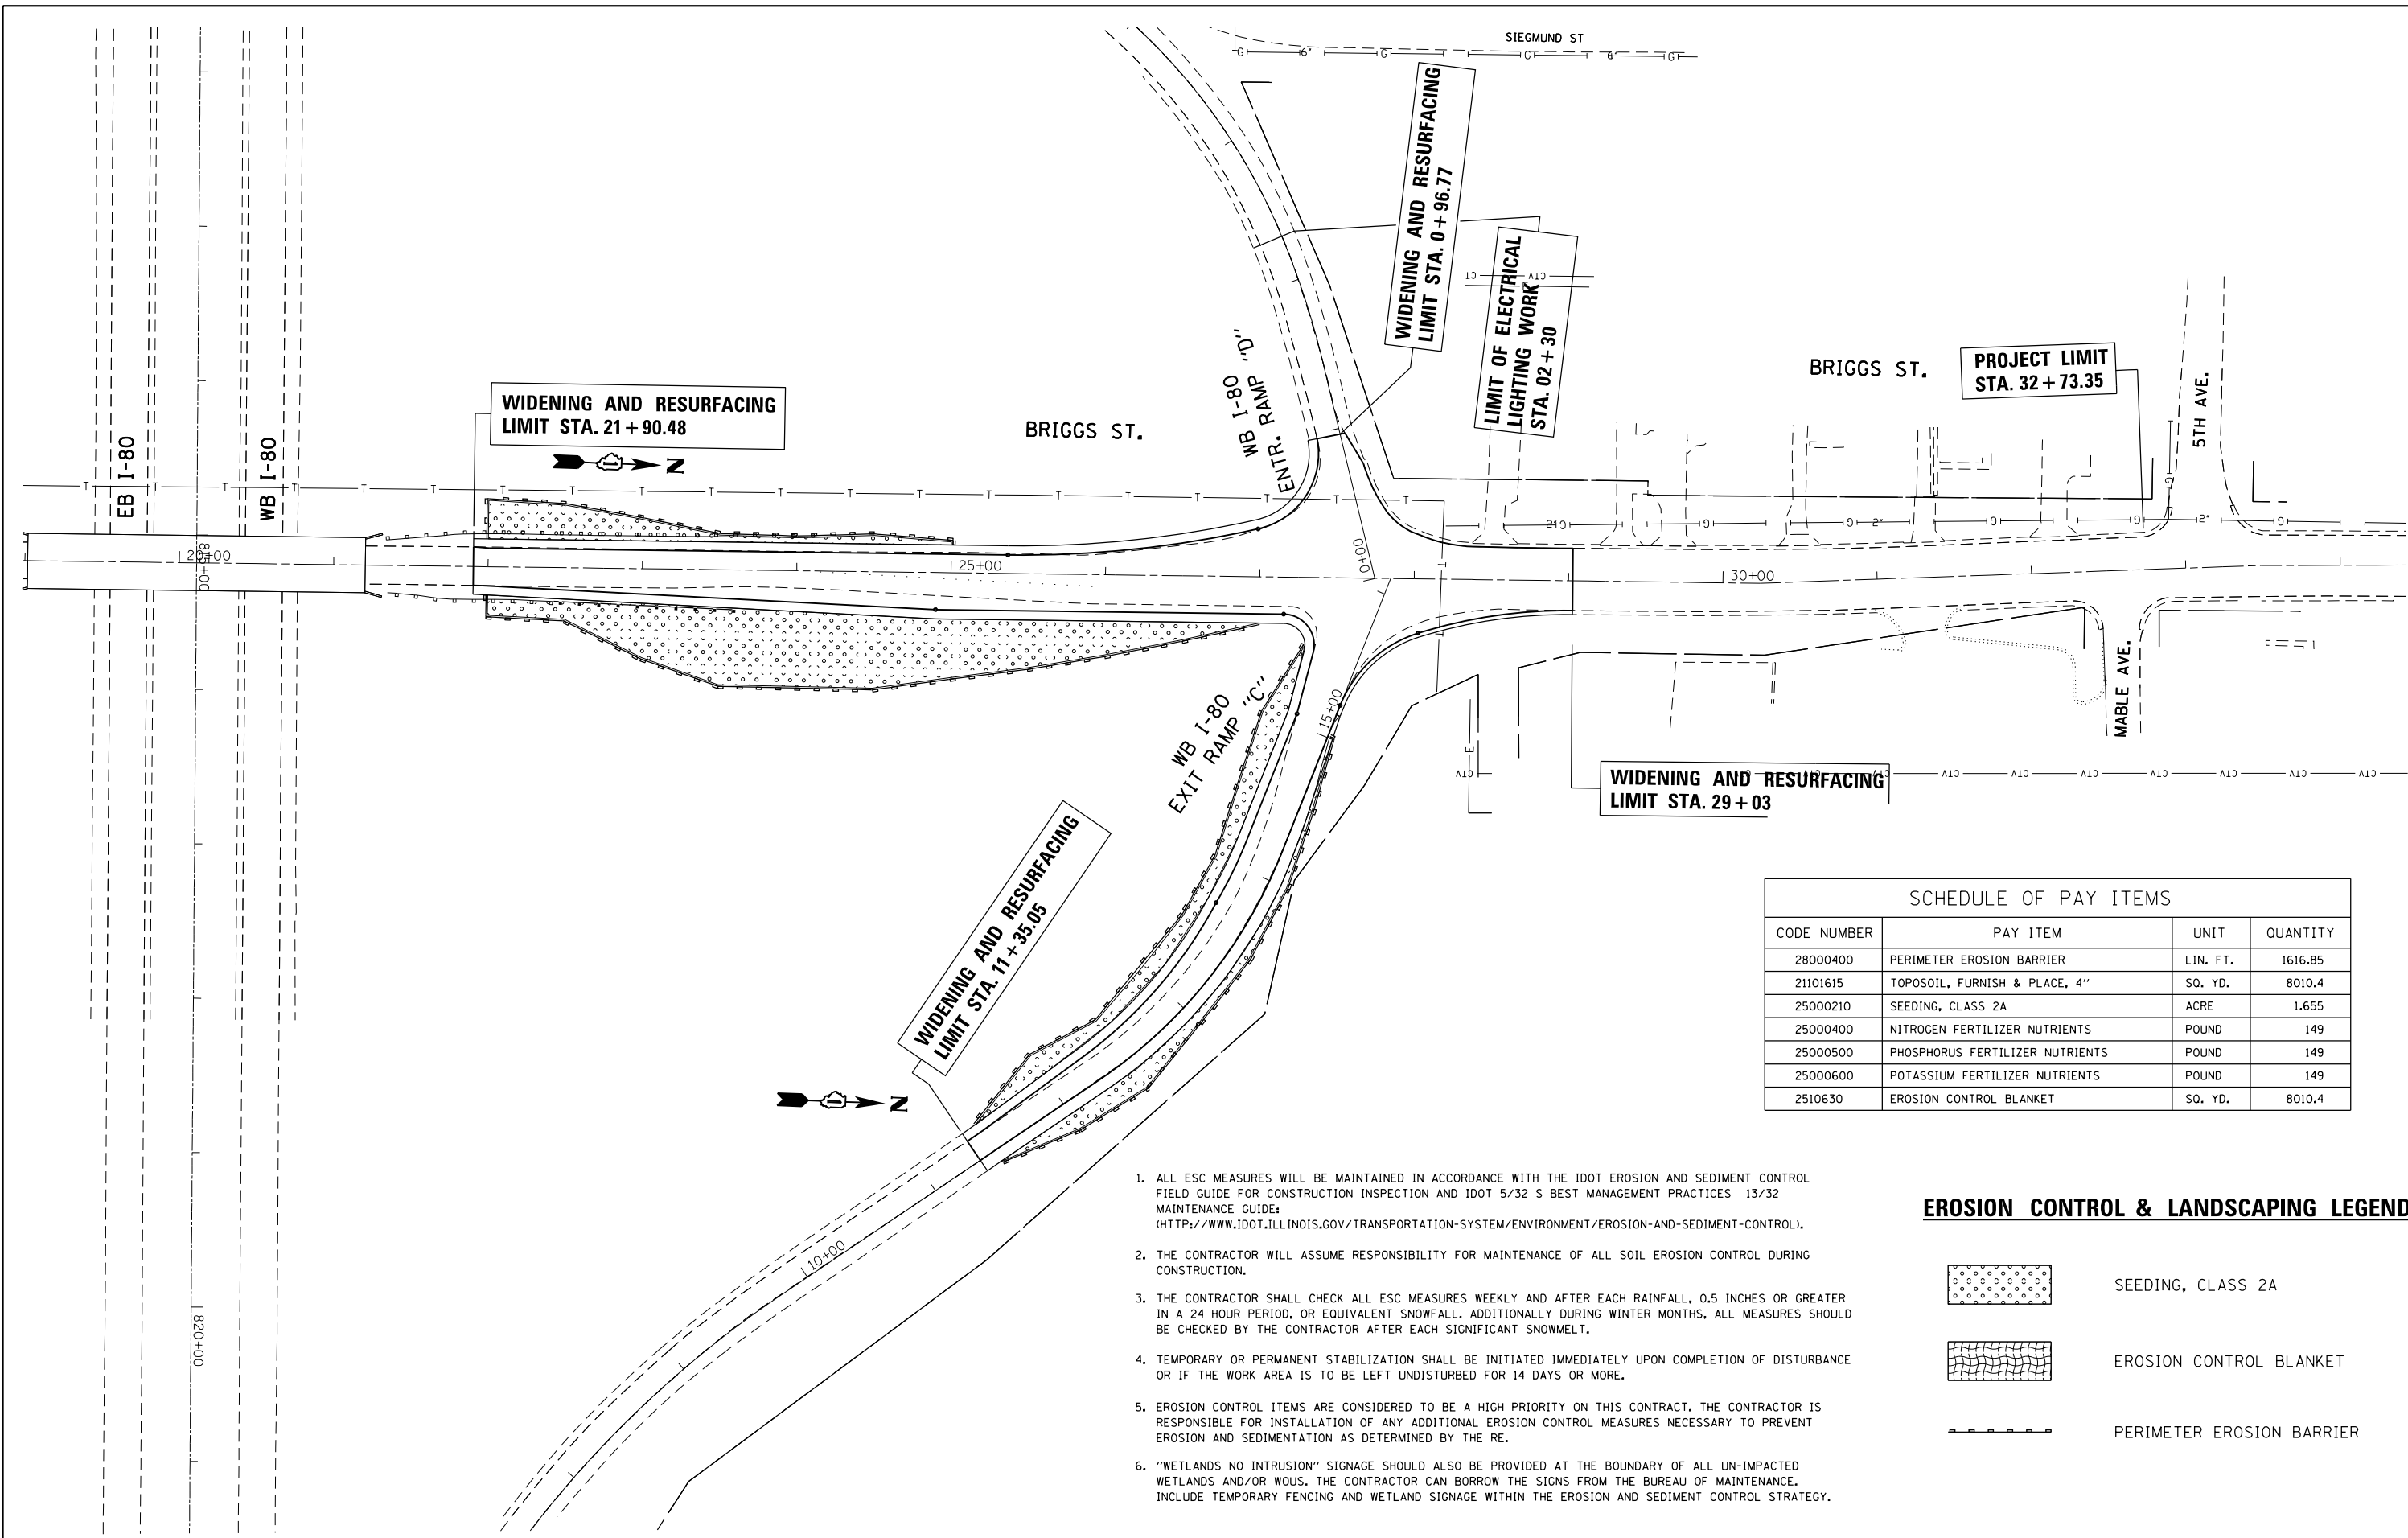 SIEGMUND ST
G 6" G G 6" G
WIDENING AND RESURFACING
LIMIT STA. 0+96.77
LIMIT OF ELECTRICAL
LIGHTING WORK
STA. 02+30
CTV
WB I-80
ENTR. RAMP "D"
BRIGGS ST.
PROJECT LIMIT
STA. 32+73.35
5TH AVE.
WIDENING AND RESURFACING
LIMIT STA. 21+90.48
N
BRIGGS ST.
EB I-80
WB I-80
T T T T T T T T T T T T T T T T T T T T
G G 2" G G 2" G
20+00
825+00
25+00
0+00
30+00
WB I-80
EXIT RAMP "C"
15+00
E
MABLE AVE.
CTV CTV CTV CTV CTV CTV CTV CTV CTV CTV
WIDENING AND RESURFACING
LIMIT STA. 29+03
WIDENING AND RESURFACING
LIMIT STA. 11+35.05
N
10+00
820+00
SCHEDULE OF PAY ITEMS
CODE NUMBER PAY ITEM UNIT QUANTITY
28000400 PERIMETER EROSION BARRIER LIN. FT. 1616.85
21101615 TOPOSOIL, FURNISH & PLACE, 4" SQ. YD. 8010.4
25000210 SEEDING, CLASS 2A ACRE 1.655
25000400 NITROGEN FERTILIZER NUTRIENTS POUND 149
25000500 PHOSPHORUS FERTILIZER NUTRIENTS POUND 149
25000600 POTASSIUM FERTILIZER NUTRIENTS POUND 149
2510630 EROSION CONTROL BLANKET SQ. YD. 8010.4
1. ALL ESC MEASURES WILL BE MAINTAINED IN ACCORDANCE WITH THE IDOT EROSION AND SEDIMENT CONTROL
FIELD GUIDE FOR CONSTRUCTION INSPECTION AND IDOT 5/32 S BEST MANAGEMENT PRACTICES 13/32
MAINTENANCE GUIDE:
(HTTP://WWW.IDOT.ILLINOIS.GOV/TRANSPORTATION-SYSTEM/ENVIRONMENT/EROSION-AND-SEDIMENT-CONTROL).
2. THE CONTRACTOR WILL ASSUME RESPONSIBILITY FOR MAINTENANCE OF ALL SOIL EROSION CONTROL DURING
CONSTRUCTION.
3. THE CONTRACTOR SHALL CHECK ALL ESC MEASURES WEEKLY AND AFTER EACH RAINFALL, 0.5 INCHES OR GREATER
IN A 24 HOUR PERIOD, OR EQUIVALENT SNOWFALL. ADDITIONALLY DURING WINTER MONTHS, ALL MEASURES SHOULD
BE CHECKED BY THE CONTRACTOR AFTER EACH SIGNIFICANT SNOWMELT.
4. TEMPORARY OR PERMANENT STABILIZATION SHALL BE INITIATED IMMEDIATELY UPON COMPLETION OF DISTURBANCE
OR IF THE WORK AREA IS TO BE LEFT UNDISTURBED FOR 14 DAYS OR MORE.
5. EROSION CONTROL ITEMS ARE CONSIDERED TO BE A HIGH PRIORITY ON THIS CONTRACT. THE CONTRACTOR IS
RESPONSIBLE FOR INSTALLATION OF ANY ADDITIONAL EROSION CONTROL MEASURES NECESSARY TO PREVENT
EROSION AND SEDIMENTATION AS DETERMINED BY THE RE.
6. "WETLANDS NO INTRUSION" SIGNAGE SHOULD ALSO BE PROVIDED AT THE BOUNDARY OF ALL UN-IMPACTED
WETLANDS AND/OR WOUS. THE CONTRACTOR CAN BORROW THE SIGNS FROM THE BUREAU OF MAINTENANCE.
INCLUDE TEMPORARY FENCING AND WETLAND SIGNAGE WITHIN THE EROSION AND SEDIMENT CONTROL STRATEGY.
EROSION CONTROL & LANDSCAPING LEGEND
SEEDING, CLASS 2A
EROSION CONTROL BLANKET
PERIMETER EROSION BARRIER